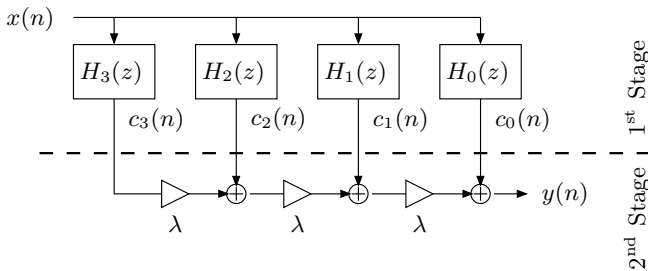 x(n)
H₃(z) H₂(z) H₁(z) H₀(z)
c₃(n) c₂(n) c₁(n) c₀(n)
1ˢᵗ Stage
λ λ λ
y(n)
2ⁿᵈ Stage